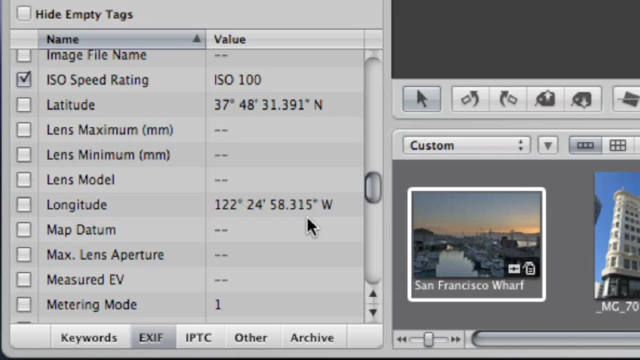 Hide Empty Tags
Name Value
Image File Name --
ISO Speed Rating ISO 100
Latitude 37° 48' 31.391" N
Lens Maximum (mm) --
Lens Minimum (mm) --
Lens Model --
Longitude 122° 24' 58.315" W
Map Datum --
Max. Lens Aperture --
Measured EV --
Metering Mode 1
Keywords EXIF IPTC Other Archive
Custom
San Francisco Wharf
_MG_70